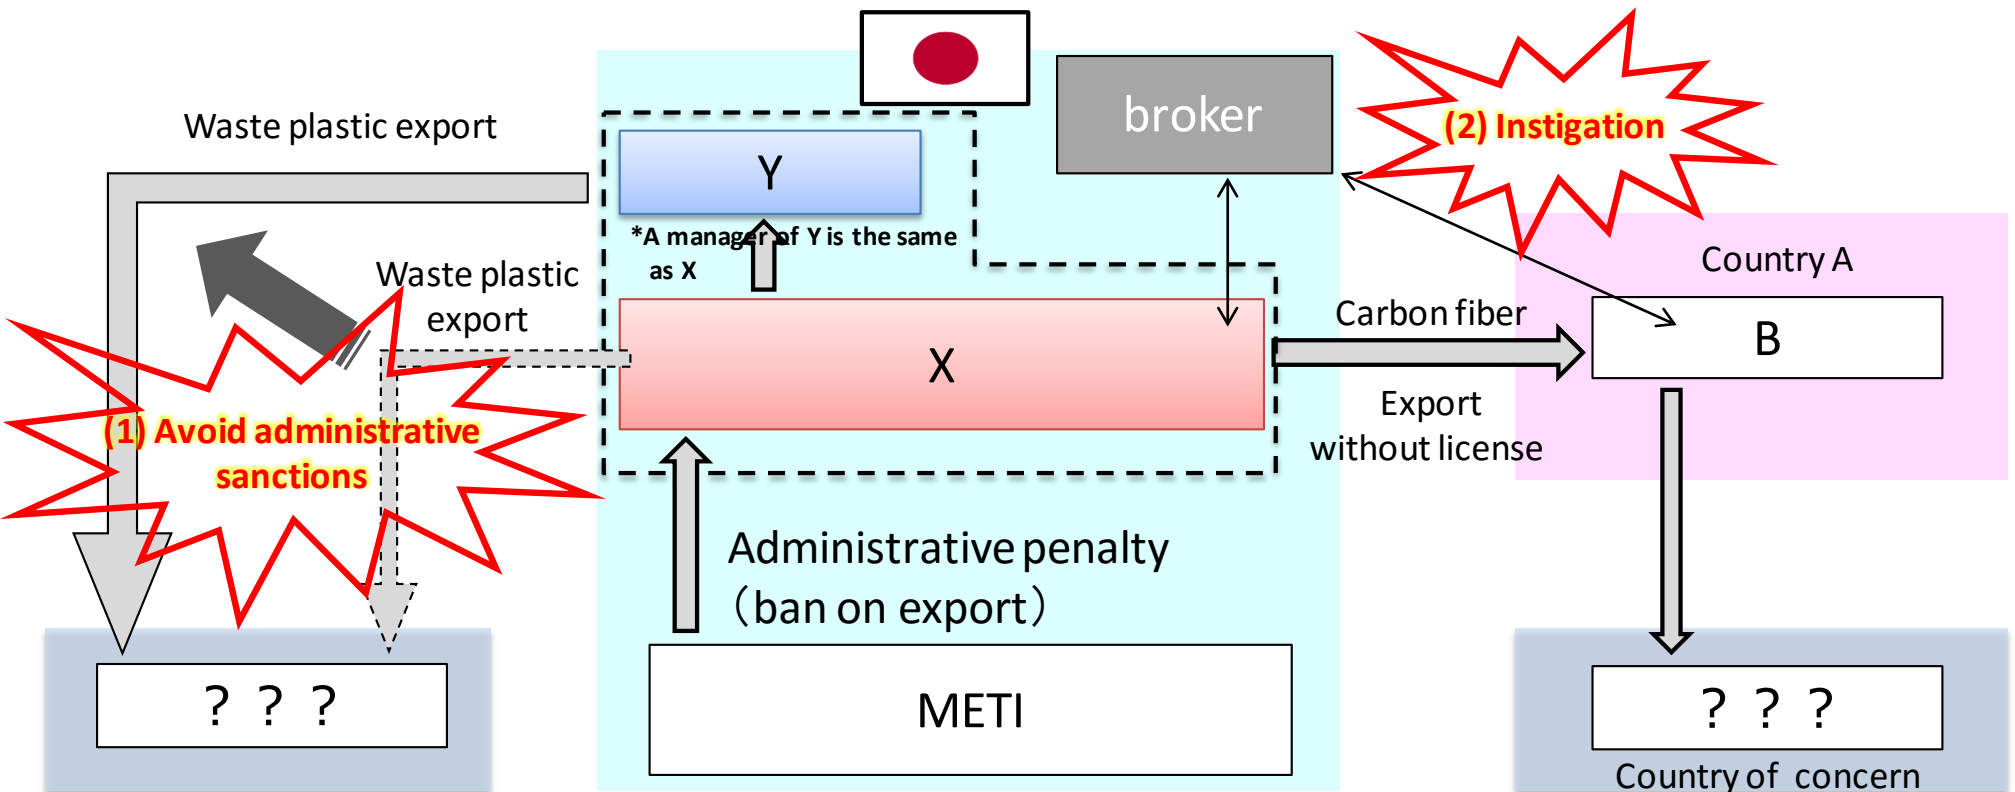 broker
(2) Instigation
Waste plastic export
Y
*A manager of Y is the same
as X
Country A
Waste plastic
export
Carbon fiber
B
X
Export
without license
(1) Avoid administrative
sanctions
Administrative penalty
（ban on export）
？ ？ ？
METI
？ ？ ？
Country of concern